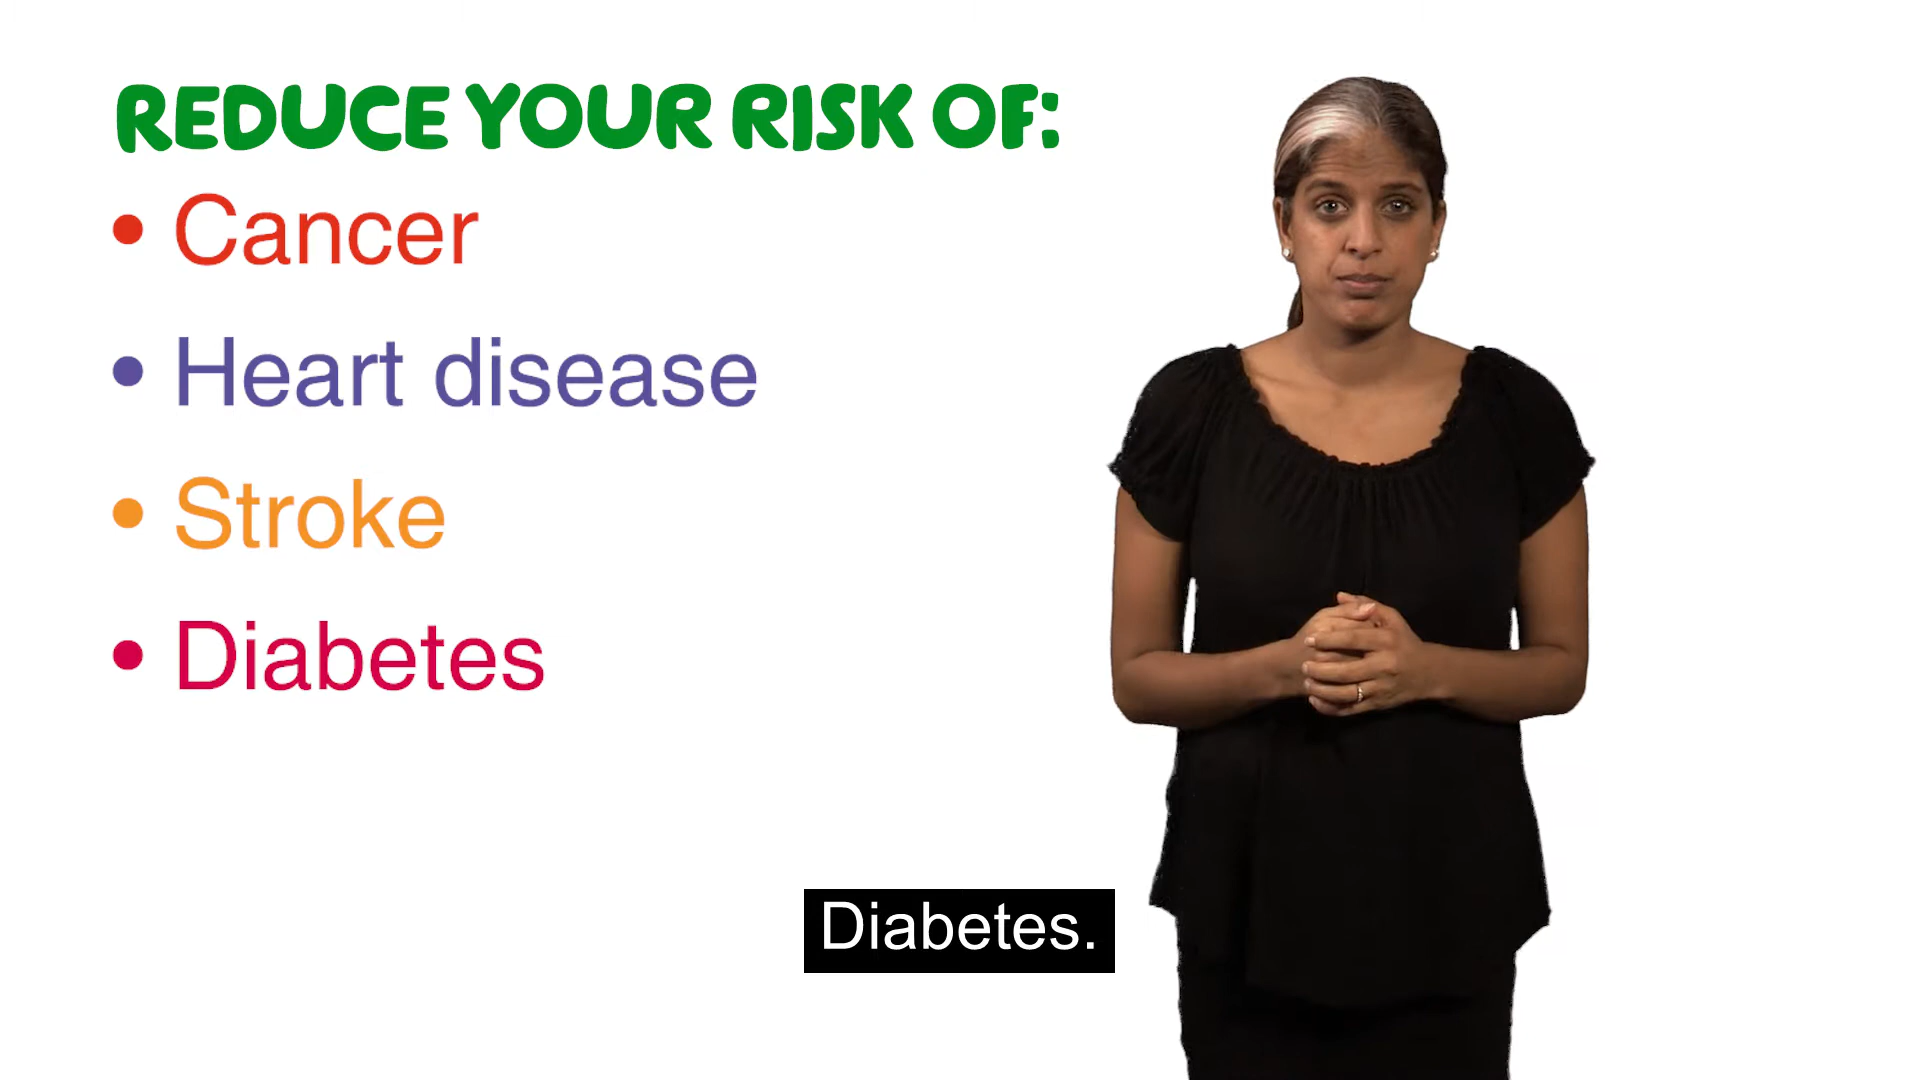 REDUCE YOUR RISK OF:
• Cancer
• Heart disease
• Stroke
• Diabetes
Diabetes.